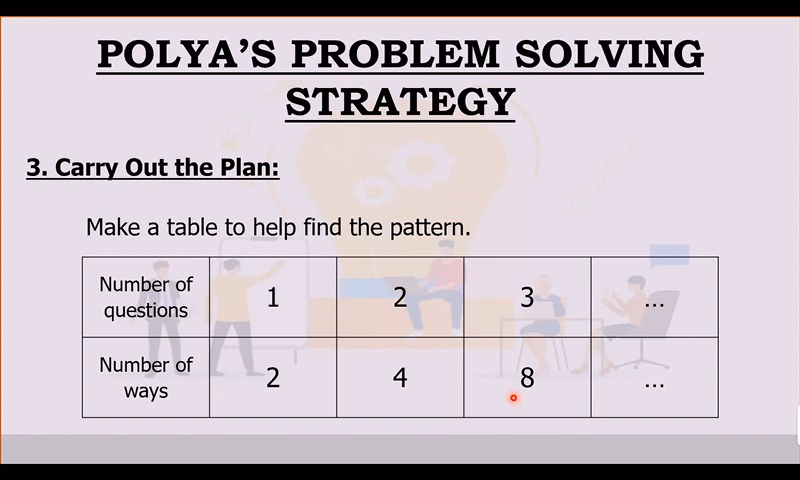 POLYA'S PROBLEM SOLVING
STRATEGY
3. Carry Out the Plan:
Make a table to help find the pattern.
Number of questions 1 2 3 ...
Number of ways 2 4 8 ...